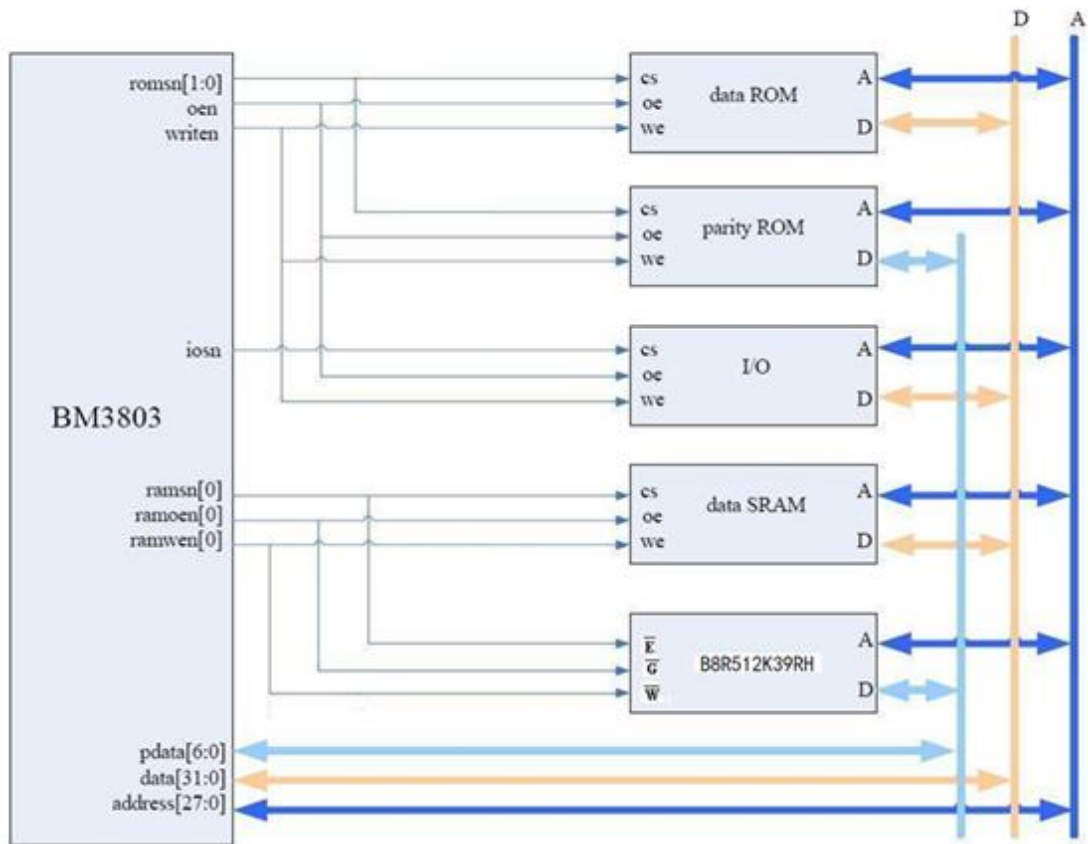 D A
romsn[1:0]
oen
writen
cs A
oe data ROM
we D
cs A
oe parity ROM
we D
iosn
cs A
oe I/O
we D
BM3803
ramsn[0]
ramoen[0]
ramwen[0]
cs A
oe data SRAM
we D
E̅ A
G̅ B8R512K39RH
W̅ D
pdata[6:0]
data[31:0]
address[27:0]